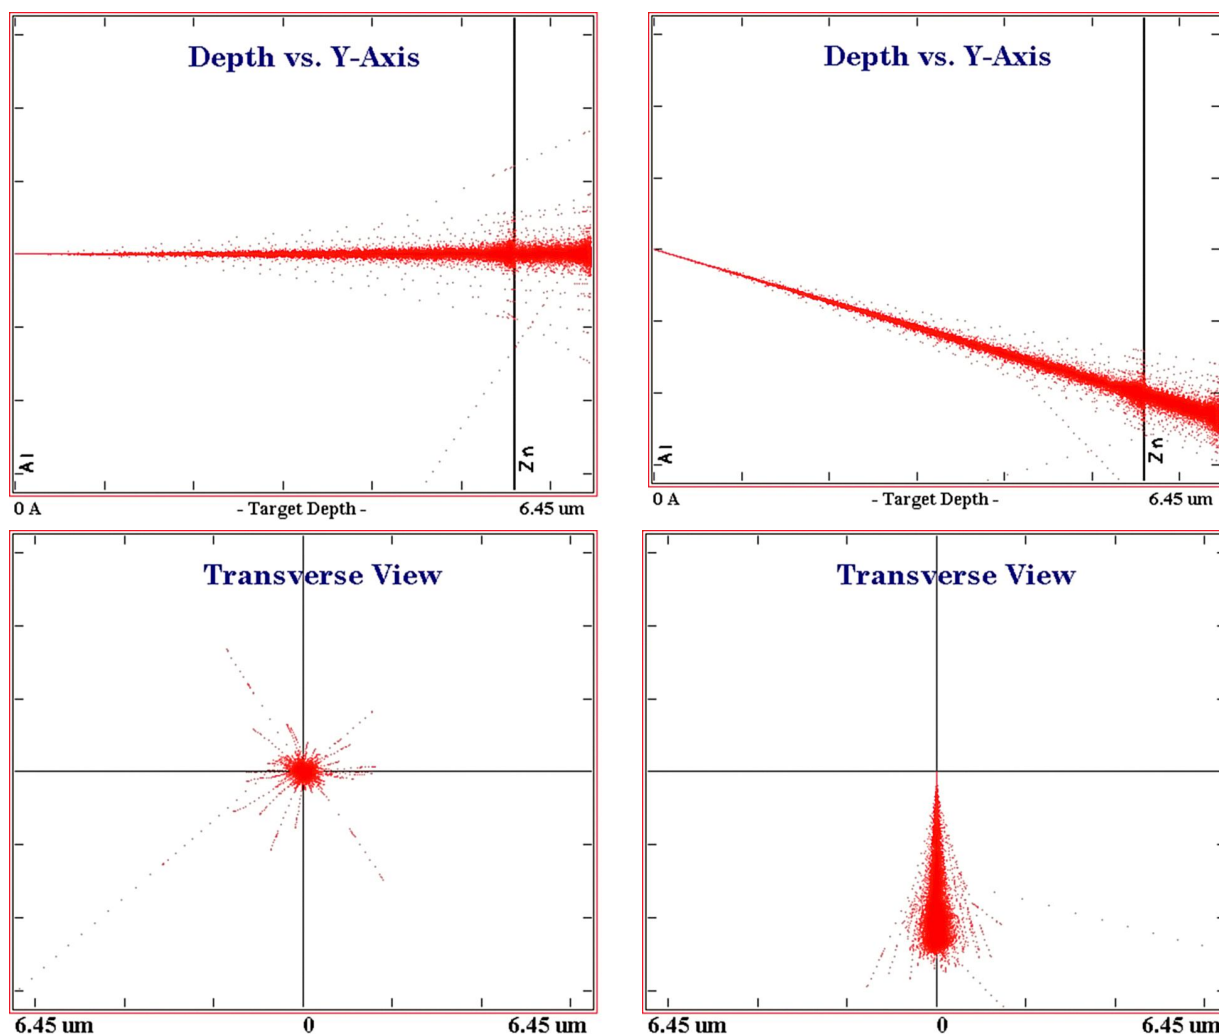 Depth vs. Y-Axis
Al
Zn
0 A - Target Depth - 6.45 um
Depth vs. Y-Axis
Al
Zn
0 A - Target Depth - 6.45 um
Transverse View
6.45 um 0 6.45 um
Transverse View
6.45 um 0 6.45 um